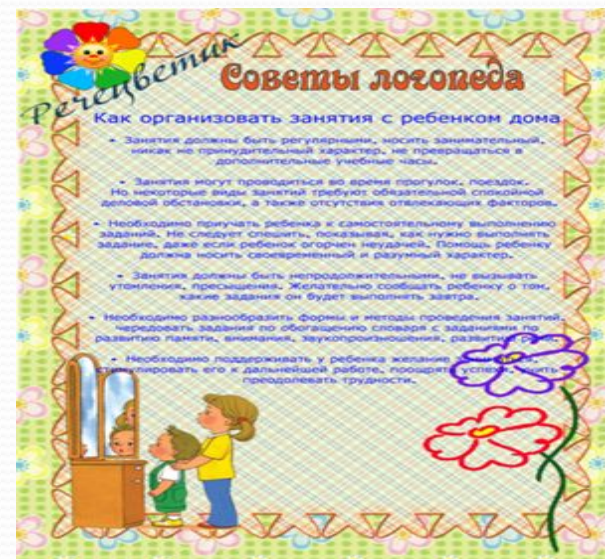 Речецветик
Советы логопеда
Как организовать занятия с ребенком дома
• Занятия должны быть регулярными, носить занимательный,
никак не принудительный характер, не превращаться в
дополнительные учебные часы.
• Занятия могут проводиться во время прогулок, поездок.
Но некоторые виды занятий требуют обязательной спокойной
деловой обстановки, а также отсутствия отвлекающих факторов.
• Необходимо приучать ребенка к самостоятельному выполнению
заданий. Не следует спешить, показывая, как нужно выполнять
задание, даже если ребенок огорчен неудачей. Помощь ребенку
должна носить своевременный и разумный характер.
• Занятия должны быть непродолжительными, не вызывать
утомления, пресыщения. Желательно сообщать ребенку о том,
какие задания он будет выполнять завтра.
• Необходимо разнообразить формы и методы проведения занятий,
чередовать задания по обогащению словаря с заданиями по
развитию памяти, внимания, звукопроизношения, развитию
• Необходимо поддерживать у ребенка желание
стимулировать его к дальнейшей работе, поощрять успехи, учить
преодолевать трудности.